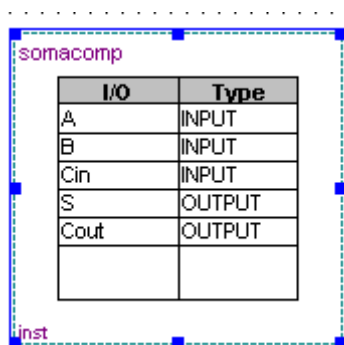 somacomp
I/O Type
A INPUT
B INPUT
Cin INPUT
S OUTPUT
Cout OUTPUT
inst